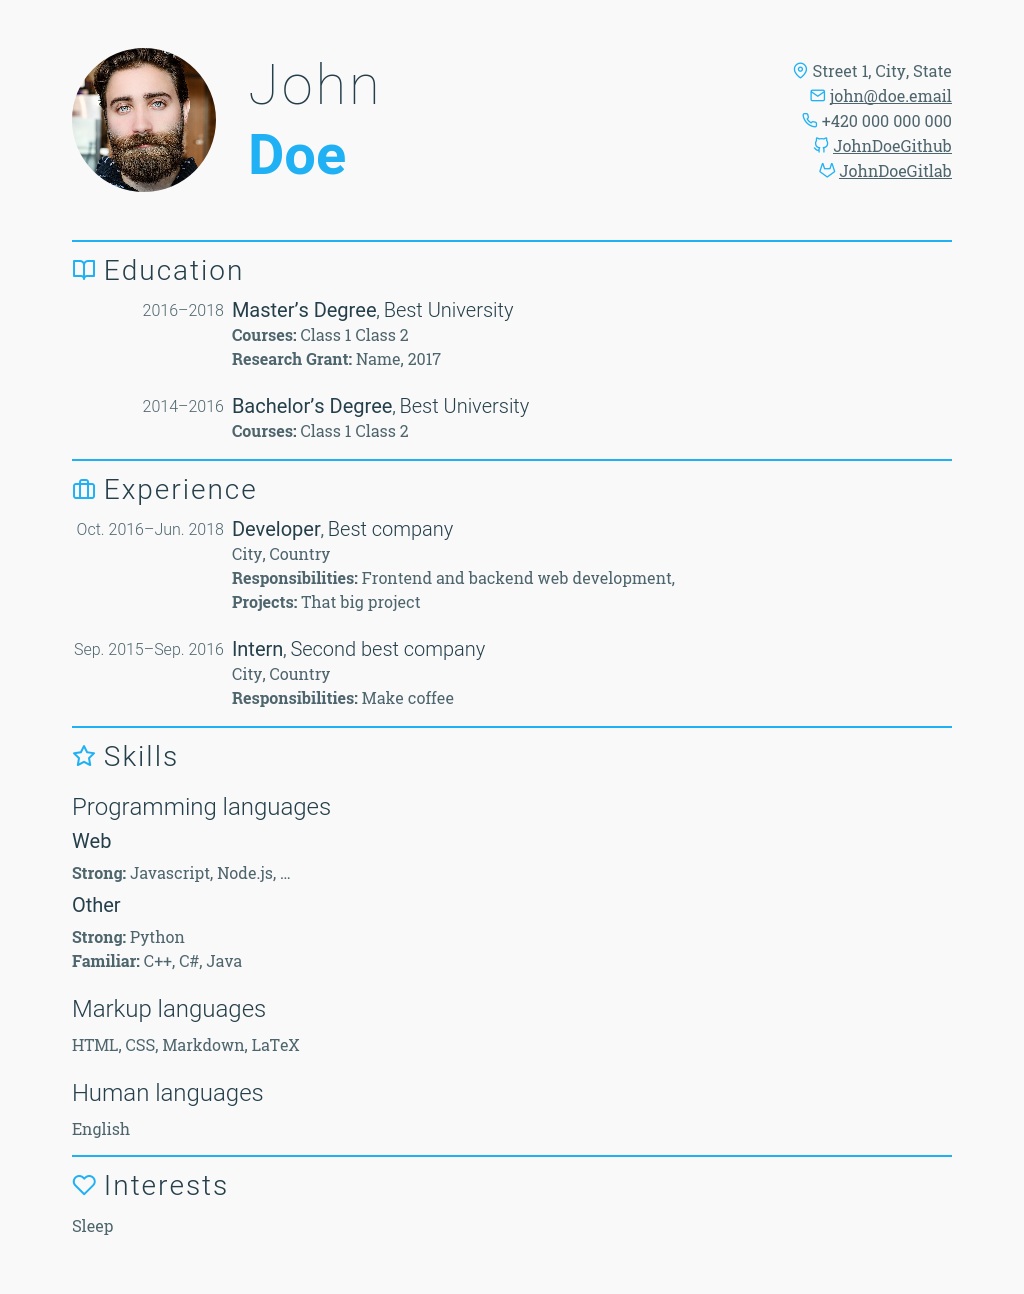 John
Doe
Street 1, City, State
john@doe.email
+420 000 000 000
JohnDoeGithub
JohnDoeGitlab
Education
2016–2018 Master’s Degree, Best University
Courses: Class 1 Class 2
Research Grant: Name, 2017
2014–2016 Bachelor’s Degree, Best University
Courses: Class 1 Class 2
Experience
Oct. 2016–Jun. 2018 Developer, Best company
City, Country
Responsibilities: Frontend and backend web development,
Projects: That big project
Sep. 2015–Sep. 2016 Intern, Second best company
City, Country
Responsibilities: Make coffee
Skills
Programming languages
Web
Strong: Javascript, Node.js, ...
Other
Strong: Python
Familiar: C++, C#, Java
Markup languages
HTML, CSS, Markdown, LaTeX
Human languages
English
Interests
Sleep